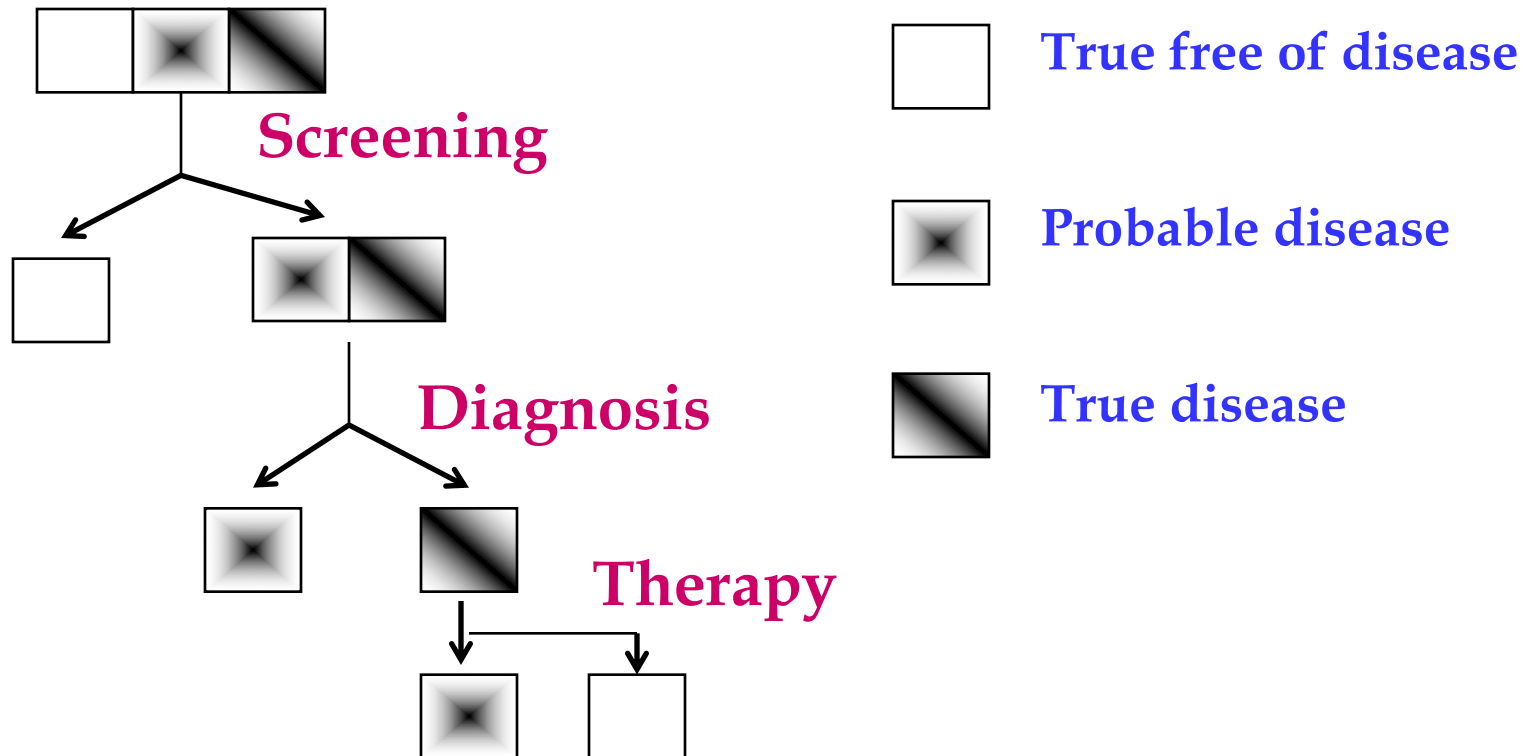 Screening
Diagnosis
Therapy
True free of disease
Probable disease
True disease